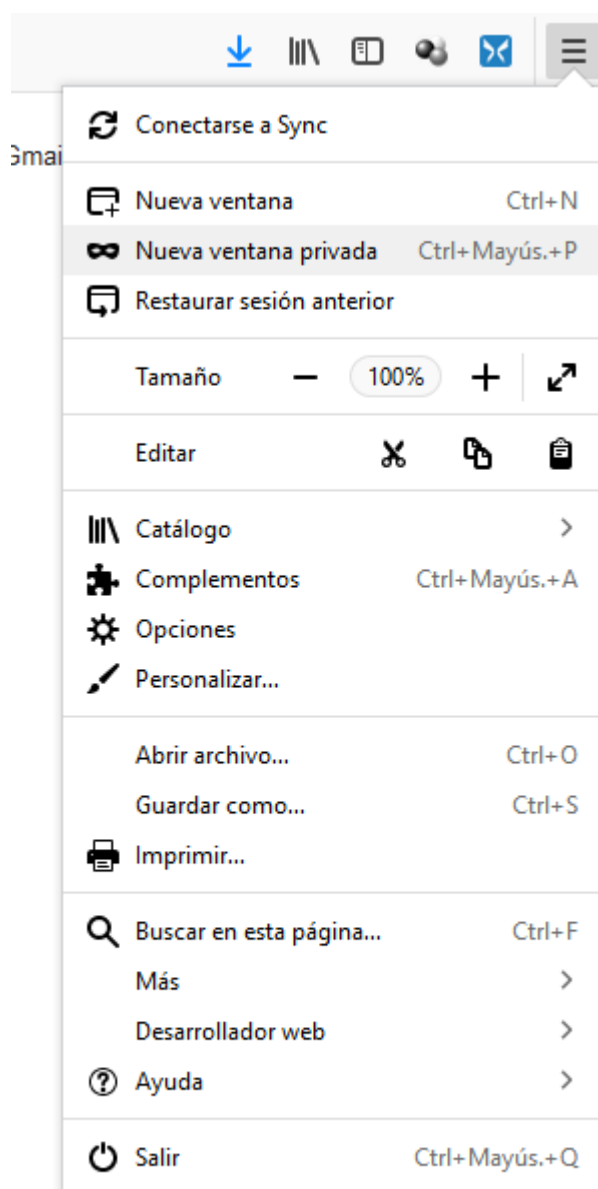 Conectarse a Sync
Gmai
Nueva ventana Ctrl+N
Nueva ventana privada Ctrl+Mayús.+P
Restaurar sesión anterior
Tamaño 100%
Editar
Catálogo
Complementos Ctrl+Mayús.+A
Opciones
Personalizar...
Abrir archivo... Ctrl+O
Guardar como... Ctrl+S
Imprimir...
Buscar en esta página... Ctrl+F
Más
Desarrollador web
Ayuda
Salir Ctrl+Mayús.+Q